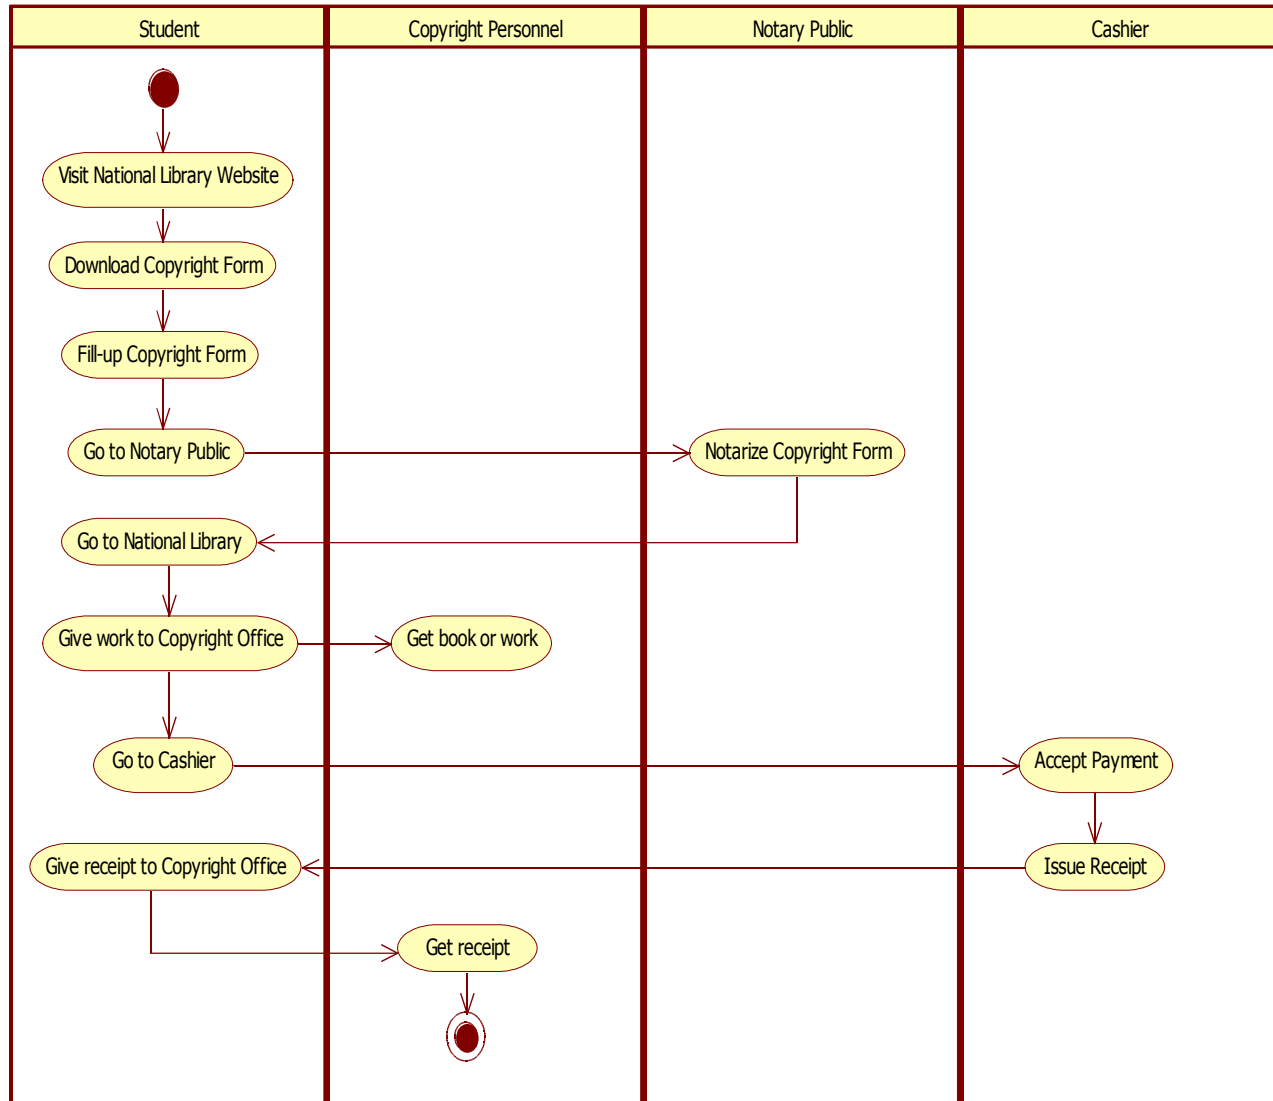 Student
Copyright Personnel
Notary Public
Cashier
Visit National Library Website
Download Copyright Form
Fill-up Copyright Form
Go to Notary Public
Notarize Copyright Form
Go to National Library
Give work to Copyright Office
Get book or work
Go to Cashier
Accept Payment
Give receipt to Copyright Office
Issue Receipt
Get receipt